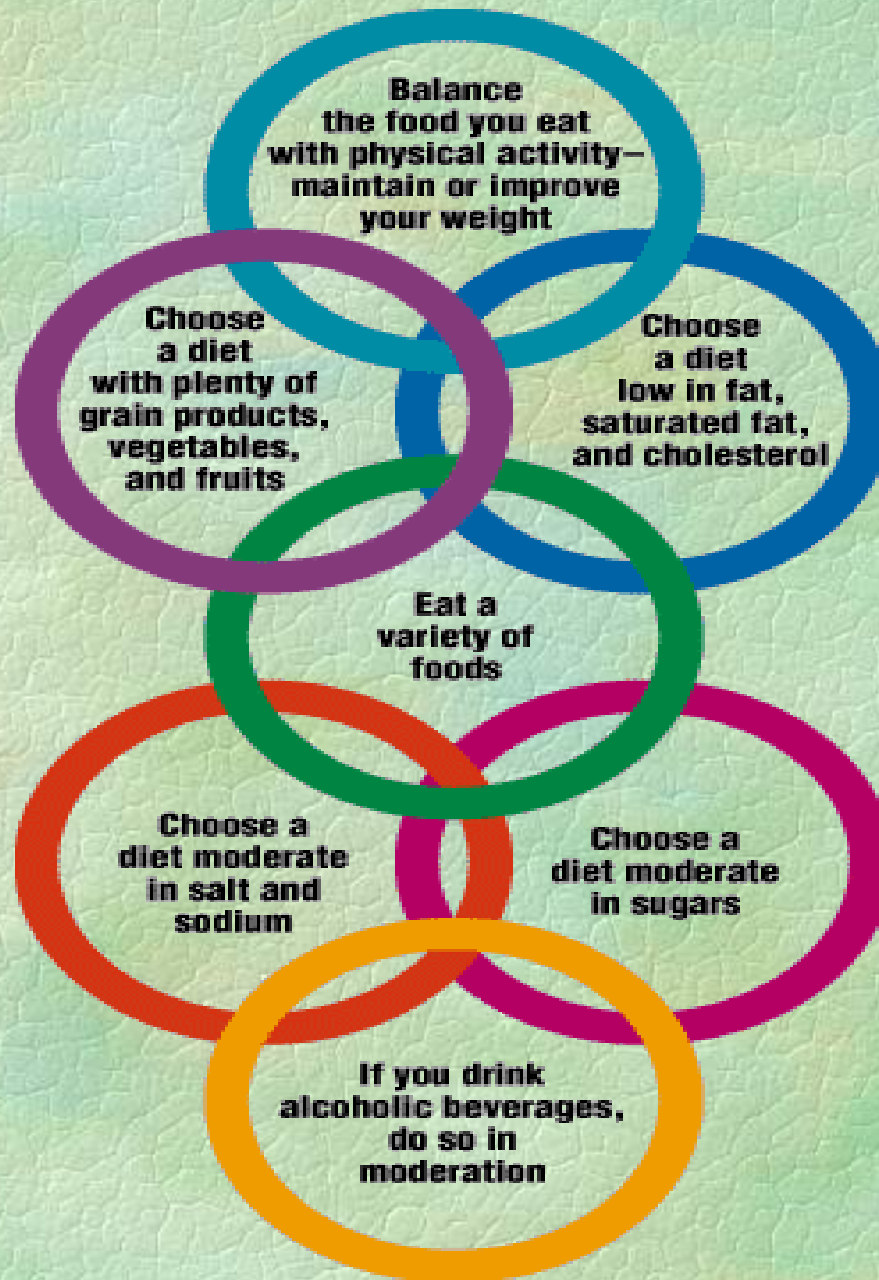 Balance
the food you eat
with physical activity–
maintain or improve
your weight
Choose
a diet
with plenty of
grain products,
vegetables,
and fruits
Choose
a diet
low in fat,
saturated fat,
and cholesterol
Eat a
variety of
foods
Choose a
diet moderate
in salt and
sodium
Choose a
diet moderate
in sugars
If you drink
alcoholic beverages,
do so in
moderation